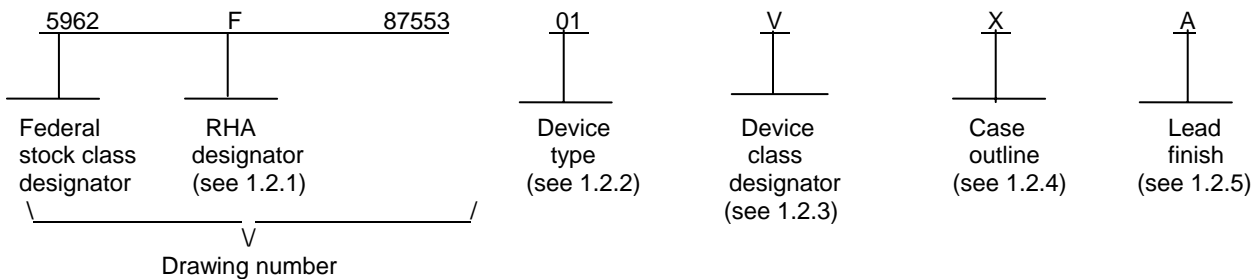 5962 F 87553 01 V X A
Federal stock class designator
RHA designator (see 1.2.1)
Device type (see 1.2.2)
Device class designator (see 1.2.3)
Case outline (see 1.2.4)
Lead finish (see 1.2.5)
Drawing number